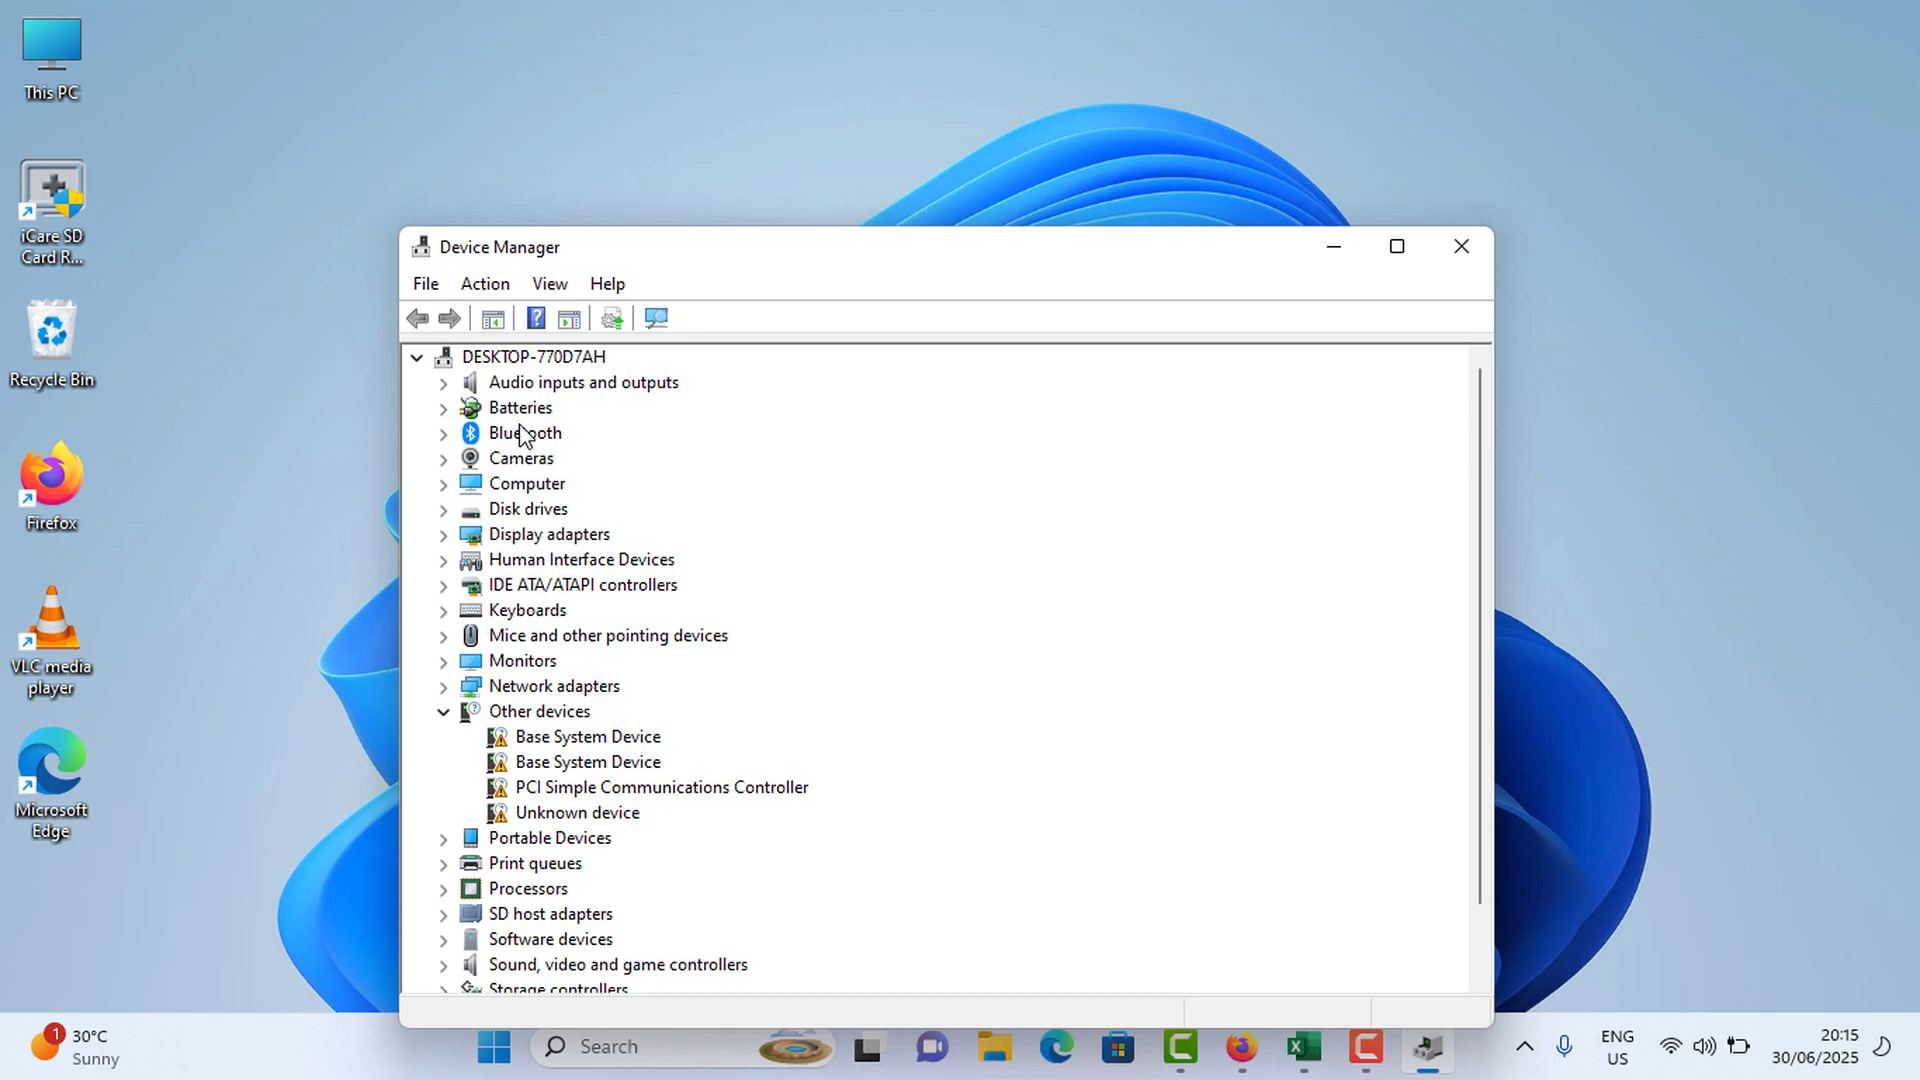 This PC
iCare SD
Card R...
Recycle Bin
Firefox
VLC media
player
Microsoft
Edge
Device Manager
File Action View Help
DESKTOP-770D7AH
Audio inputs and outputs
Batteries
Bluetooth
Cameras
Computer
Disk drives
Display adapters
Human Interface Devices
IDE ATA/ATAPI controllers
Keyboards
Mice and other pointing devices
Monitors
Network adapters
Other devices
Base System Device
Base System Device
PCI Simple Communications Controller
Unknown device
Portable Devices
Print queues
Processors
SD host adapters
Software devices
Sound, video and game controllers
Storage controllers
1
30°C
Sunny
Search
ENG
US
20:15
30/06/2025